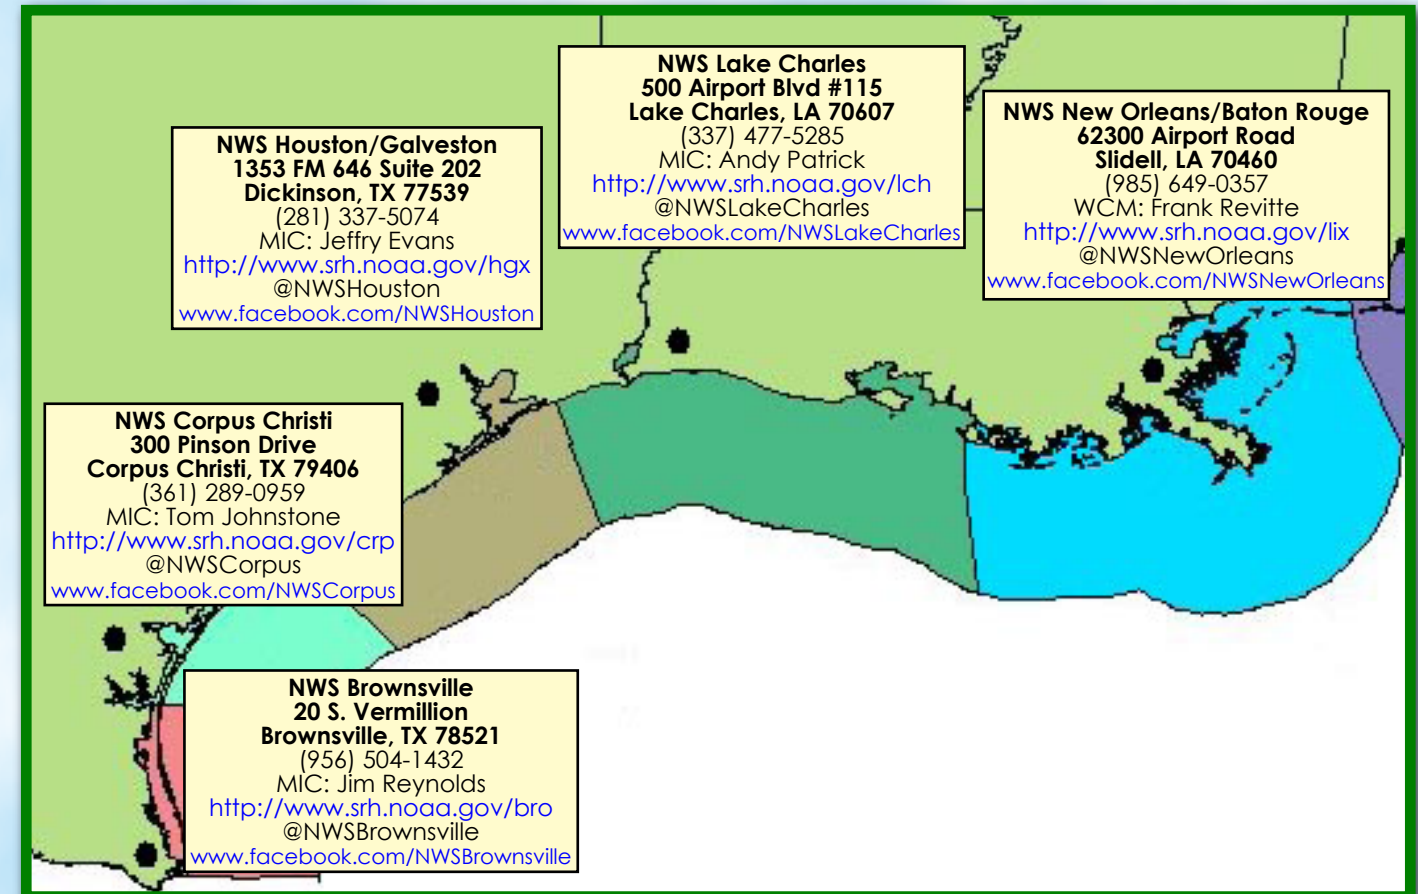 NWS Lake Charles
500 Airport Blvd #115
Lake Charles, LA 70607
(337) 477-5285
MIC: Andy Patrick
http://www.srh.noaa.gov/lch
@NWSLakeCharles
www.facebook.com/NWSLakeCharles
NWS New Orleans/Baton Rouge
62300 Airport Road
Slidell, LA 70460
(985) 649-0357
WCM: Frank Revitte
http://www.srh.noaa.gov/lix
@NWSNewOrleans
www.facebook.com/NWSNewOrleans
NWS Houston/Galveston
1353 FM 646 Suite 202
Dickinson, TX 77539
(281) 337-5074
MIC: Jeffry Evans
http://www.srh.noaa.gov/hgx
@NWSHouston
www.facebook.com/NWSHouston
NWS Corpus Christi
300 Pinson Drive
Corpus Christi, TX 79406
(361) 289-0959
MIC: Tom Johnstone
http://www.srh.noaa.gov/crp
@NWSCorpus
www.facebook.com/NWSCorpus
NWS Brownsville
20 S. Vermillion
Brownsville, TX 78521
(956) 504-1432
MIC: Jim Reynolds
http://www.srh.noaa.gov/bro
@NWSBrownsville
www.facebook.com/NWSBrownsville